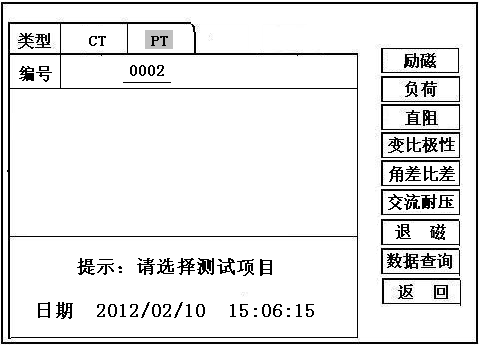 类型 CT PT
编号 0002
提示：请选择测试项目
日期 2012/02/10 15:06:15
励磁
负荷
直阻
变比极性
角差比差
交流耐压
退 磁
数据查询
返 回